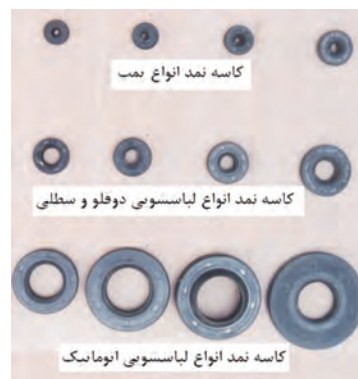 کاسه نمد انواع پمپ
کاسه نمد انواع لباسشویی دوقلو و سطلی
کاسه نمد انواع لباسشویی اتوماتیک